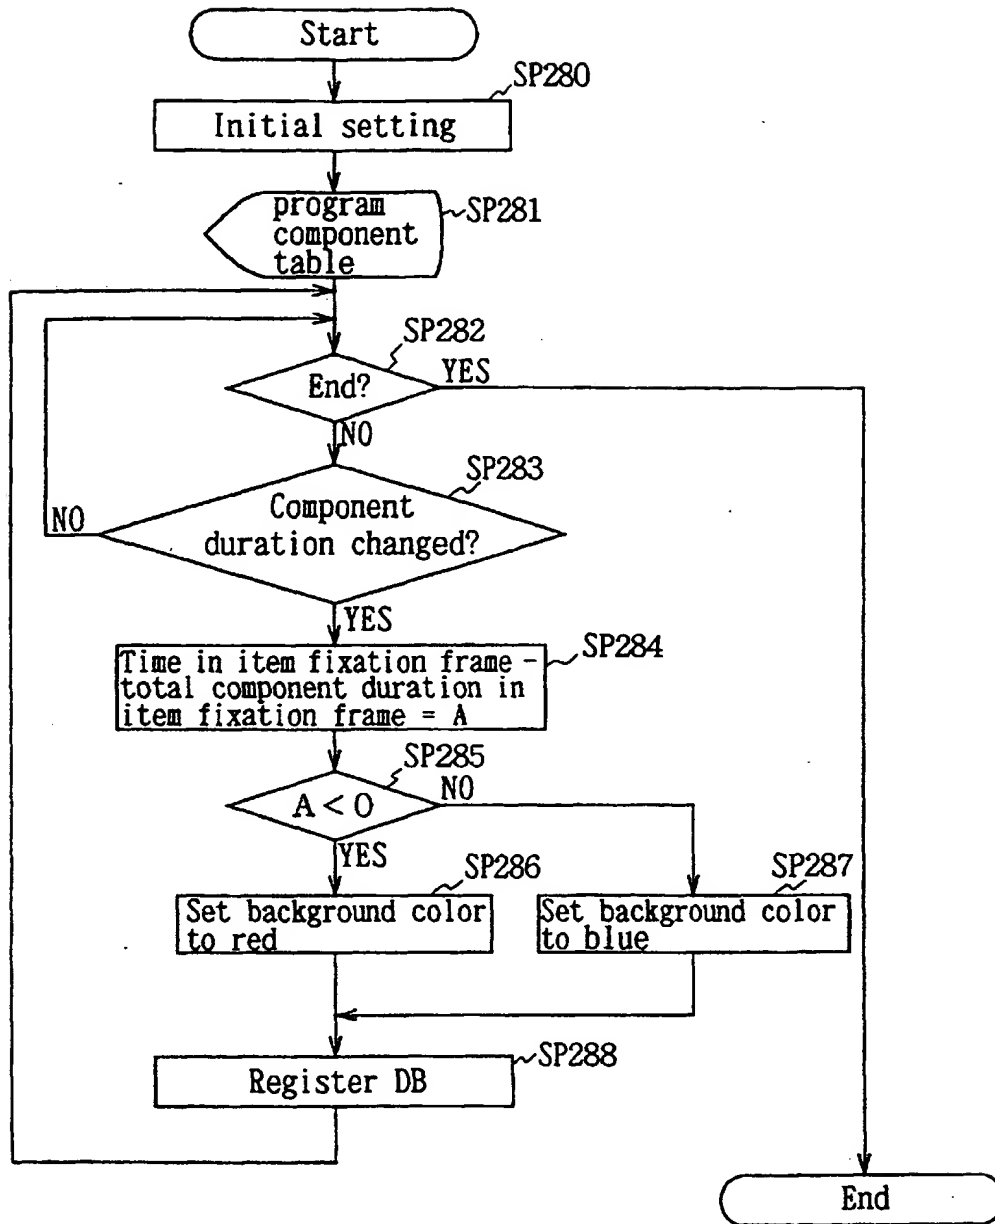 Start
SP280
Initial setting
program
component
table
SP281
SP282
End?
YES
NO
SP283
Component
duration changed?
NO
YES
SP284
Time in item fixation frame -
total component duration in
item fixation frame = A
SP285
A < 0
NO
YES
SP286
Set background color
to red
SP287
Set background color
to blue
SP288
Register DB
End